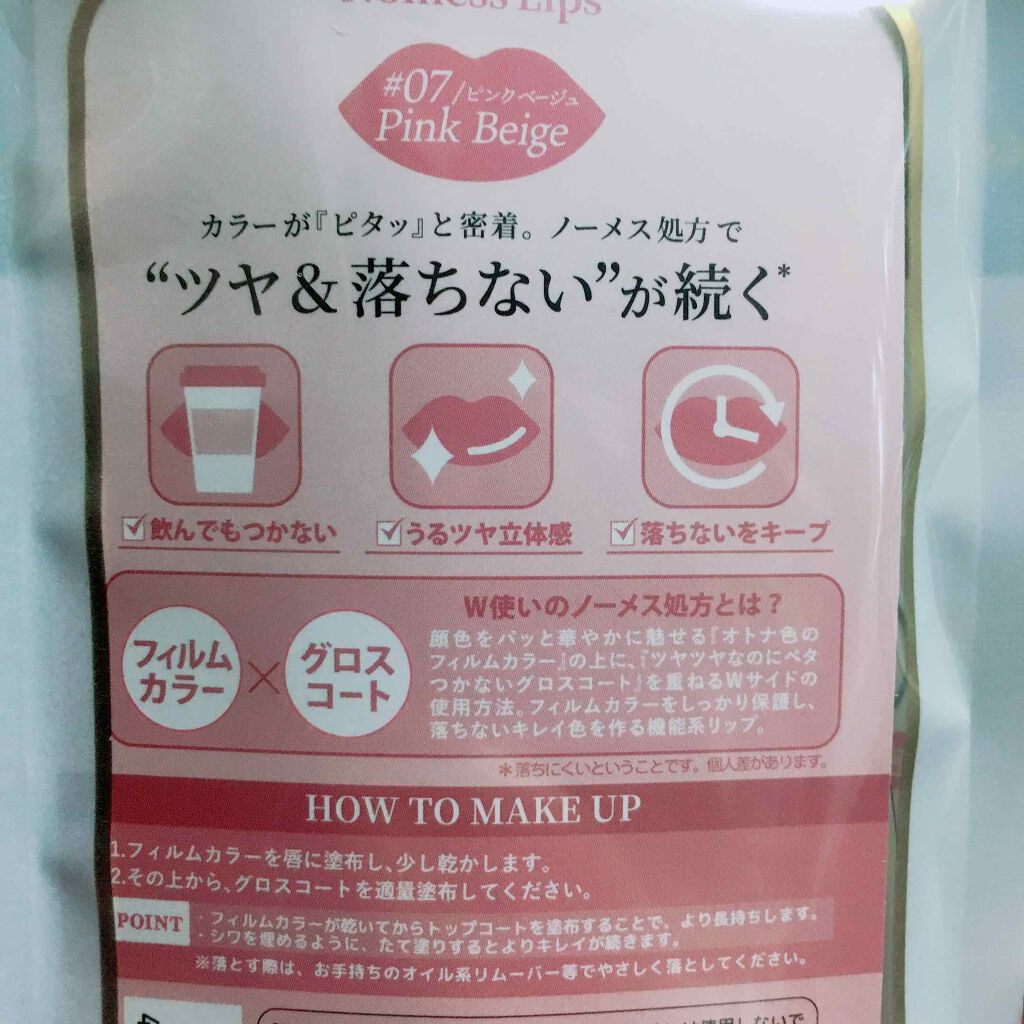 Nomess Lips
#07/ピンクベージュ
Pink Beige
カラーが『ピタッ』と密着。ノーメス処方で
“ツヤ&落ちない”が続く*
飲んでもつかない
うるツヤ立体感
落ちないをキープ
フィルム
カラー
×
グロス
コート
W使いのノーメス処方とは?
顔色をパッと華やかに魅せる『オトナ色の
フィルムカラー』の上に、『ツヤツヤなのにベタ
つかないグロスコート』を重ねるWサイドの
使用方法。フィルムカラーをしっかり保護し、
落ちないキレイ色を作る機能系リップ。
*落ちにくいということです。個人差があります。
HOW TO MAKE UP
1.フィルムカラーを唇に塗布し、少し乾かします。
2.その上から、グロスコートを適量塗布してください。
POINT
・フィルムカラーが乾いてからトップコートを塗布することで、より長持ちします。
・シワを埋めるように、たて塗りするとよりキレイが続きます。
※落とす際は、お手持ちのオイル系リムーバー等でやさしく落としてください。
使用しないで